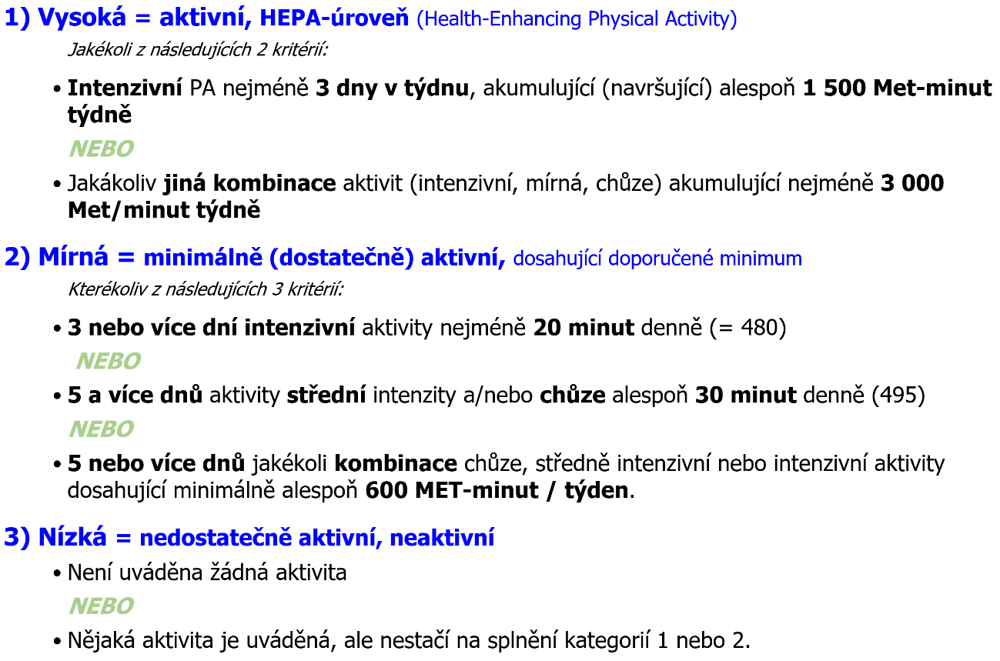 1) Vysoká = aktivní, HEPA-úroveň (Health-Enhancing Physical Activity)
Jakékoli z následujících 2 kritérií:
• Intenzivní PA nejméně 3 dny v týdnu, akumulující (navršující) alespoň 1 500 Met-minut
týdně
NEBO
• Jakákoliv jiná kombinace aktivit (intenzivní, mírná, chůze) akumulující nejméně 3 000
Met/minut týdně
2) Mírná = minimálně (dostatečně) aktivní, dosahující doporučené minimum
Kterékoliv z následujících 3 kritérií:
• 3 nebo více dní intenzivní aktivity nejméně 20 minut denně (= 480)
NEBO
• 5 a více dnů aktivity střední intenzity a/nebo chůze alespoň 30 minut denně (495)
NEBO
• 5 nebo více dnů jakékoli kombinace chůze, středně intenzivní nebo intenzivní aktivity
dosahující minimálně alespoň 600 MET-minut / týden.
3) Nízká = nedostatečně aktivní, neaktivní
• Není uváděna žádná aktivita
NEBO
• Nějaká aktivita je uváděná, ale nestačí na splnění kategorií 1 nebo 2.